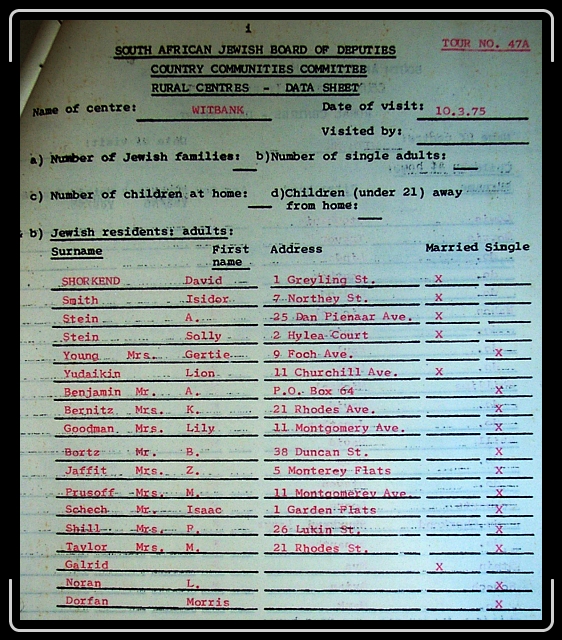 i
TOUR NO. 47A
SOUTH AFRICAN JEWISH BOARD OF DEPUTIES
COUNTRY COMMUNITIES COMMITTEE
RURAL CENTRES - DATA SHEET
Name of centre: WITBANK Date of visit: 10.3.75
Visited by:
a) Number of Jewish families: b)Number of single adults:
c) Number of children at home: d)Children (under 21) away
from home:
b) Jewish residents: adults:
Surname First Address Married Single
name
SHORKEND David 1 Greyling St. X
Smith Isidor 7 Northey St. X
Stein A. 25 Dan Pienaar Ave. X
Stein Solly 2 Hylea Court X
Young Mrs. Gertie 9 Foch Ave. X
Yudaikin Lion 11 Churchill Ave. X
Benjamin Mr. A. P.O. Box 64 X
Bernitz Mrs. K. 21 Rhodes Ave. X
Goodman Mrs. Lily 11 Montgomery Ave. X
Bortz Mr. B. 38 Duncan St. X
Jaffit Mrs. Z. 5 Monterey Flats X
Prusoff Mrs. M. 11 Montgomerey Ave. X
Schech Mr. Isaac 1 Garden Flats X
Shill Mrs. R. 26 Lukin St. X
Taylor Mrs. M. 21 Rhodes St. X
Galrid X
Noran L. X
Dorfan Morris X